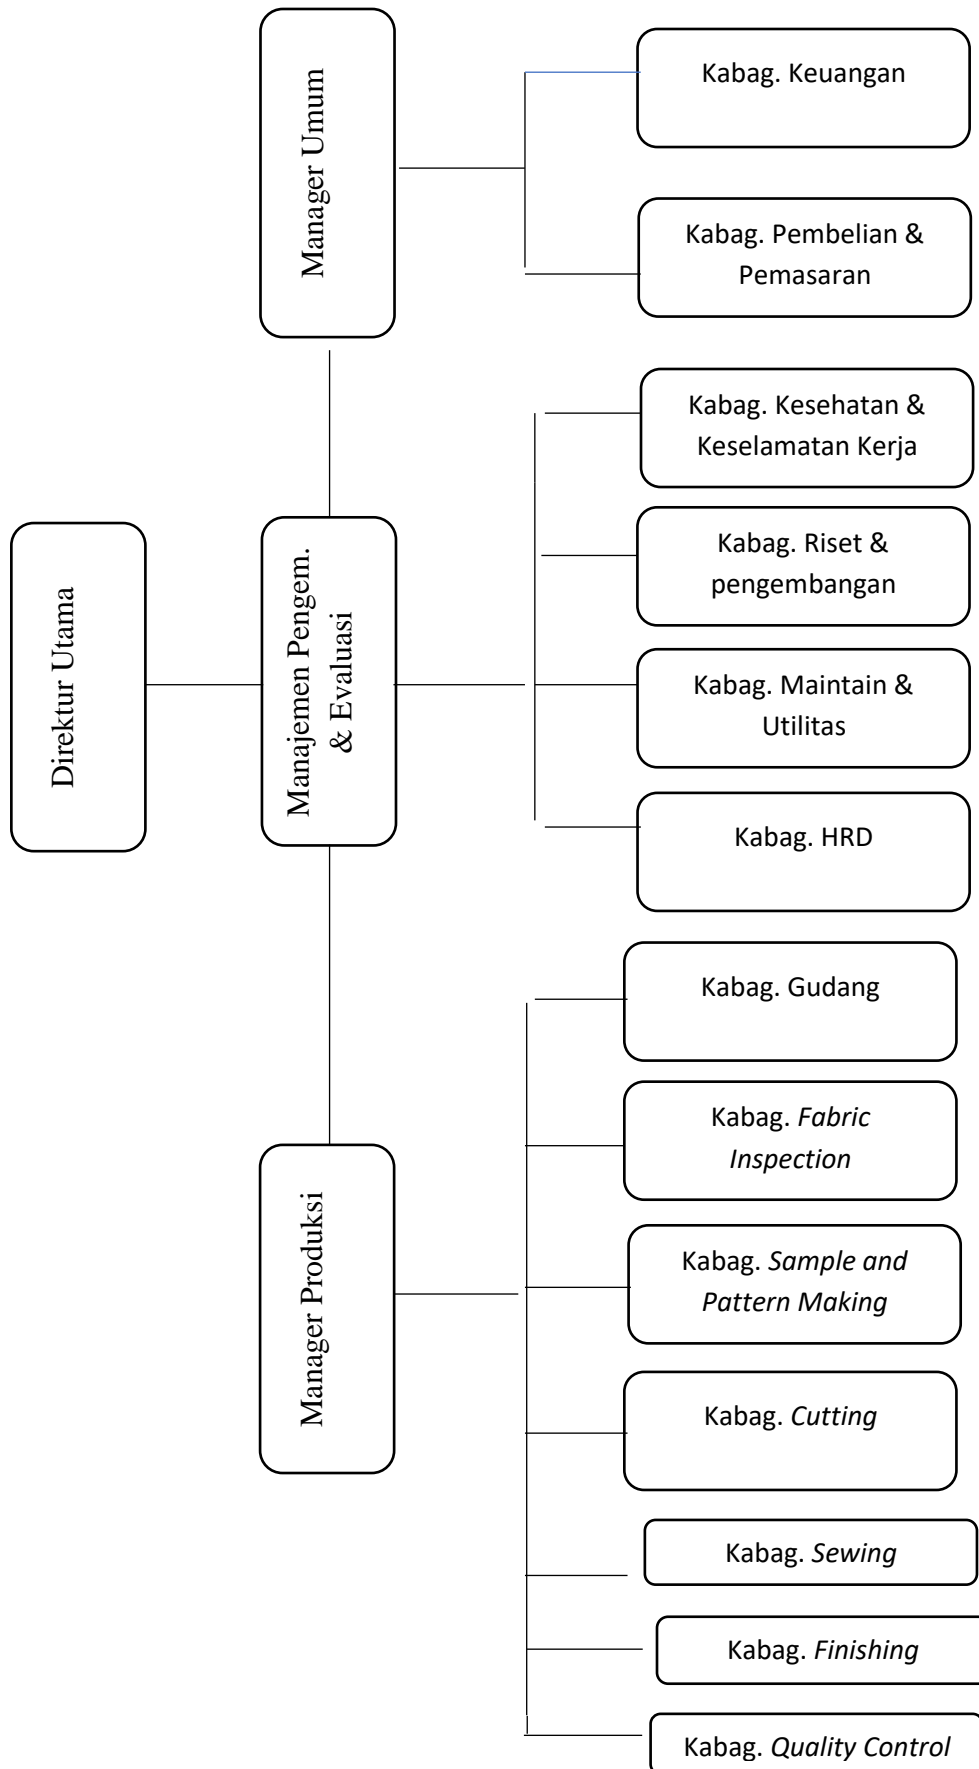 Direktur Utama
Manager Umum
Manajemen Pengem.
& Evaluasi
Manager Produksi
Kabag. Keuangan
Kabag. Pembelian &
Pemasaran
Kabag. Kesehatan &
Keselamatan Kerja
Kabag. Riset &
pengembangan
Kabag. Maintain &
Utilitas
Kabag. HRD
Kabag. Gudang
Kabag. Fabric
Inspection
Kabag. Sample and
Pattern Making
Kabag. Cutting
Kabag. Sewing
Kabag. Finishing
Kabag. Quality Control